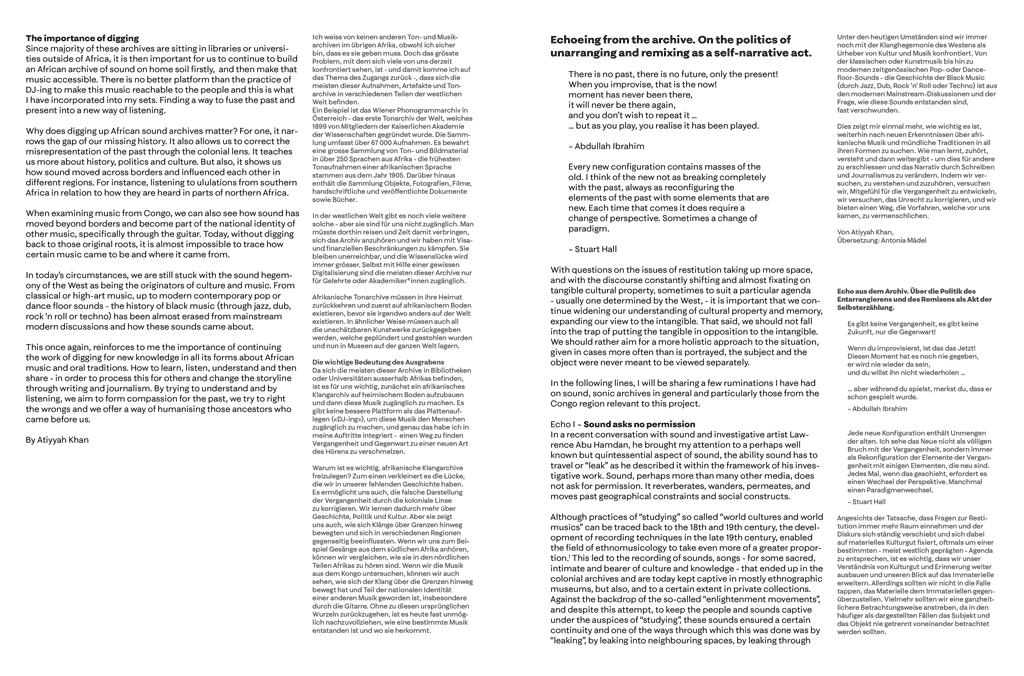 The importance of digging
Since majority of these archives are sitting in libraries or universi-
ties outside of Africa, it is then important for us to continue to build
an African archive of sound on home soil firstly,  and then make that
music accessible. There is no better platform than the practice of
DJ-ing to make this music reachable to the people and this is what
I have incorporated into my sets. Finding a way to fuse the past and
present into a new way of listening.

Why does digging up African sound archives matter? For one, it nar-
rows the gap of our missing history. It also allows us to correct the
misrepresentation of the past through the colonial lens. It teaches
us more about history, politics and culture. But also, it shows us
how sound moved across borders and influenced each other in
different regions. For instance, listening to ululations from southern
Africa in relation to how they are heard in parts of northern Africa.

When examining music from Congo, we can also see how sound has
moved beyond borders and become part of the national identity of
other music, specifically through the guitar. Today, without digging
back to those original roots, it is almost impossible to trace how
certain music came to be and where it came from.

In today's circumstances, we are still stuck with the sound hegem-
ony of the West as being the originators of culture and music. From
classical or high-art music, up to modern contemporary pop or
dance floor sounds - the history of black music (through jazz, dub,
rock 'n roll or techno) has been almost erased from mainstream
modern discussions and how these sounds came about.

This once again, reinforces to me the importance of continuing
the work of digging for new knowledge in all its forms about African
music and oral traditions. How to learn, listen, understand and then
share - in order to process this for others and change the storyline
through writing and journalism. By trying to understand and by
listening, we aim to form compassion for the past, we try to right
the wrongs and we offer a way of humanising those ancestors who
came before us.

By Atiyyah Khan

Ich weiss von keinen anderen Ton- und Musik-
archiven im übrigen Afrika, obwohl ich sicher
bin, dass es sie geben muss. Doch das grösste
Problem, mit dem sich viele von uns derzeit
konfrontiert sehen, ist - und damit komme ich auf
das Thema des Zugangs zurück -, dass sich die
meisten dieser Aufnahmen, Artefakte und Ton-
archive in verschiedenen Teilen der westlichen
Welt befinden.
Ein Beispiel ist das Wiener Phonogrammarchiv in
Österreich - das erste Tonarchiv der Welt, welches
1899 von Mitgliedern der Kaiserlichen Akademie
der Wissenschaften gegründet wurde. Die Samm-
lung umfasst über 67 000 Aufnahmen. Es bewahrt
eine grosse Sammlung von Ton- und Bildmaterial
in über 250 Sprachen aus Afrika - die frühesten
Tonaufnahmen einer afrikanischen Sprache
stammen aus dem Jahr 1905. Darüber hinaus
enthält die Sammlung Objekte, Fotografien, Filme,
handschriftliche und veröffentlichte Dokumente
sowie Bücher.

In der westlichen Welt gibt es noch viele weitere
solche - aber sie sind für uns nicht zugänglich. Man
müsste dorthin reisen und Zeit damit verbringen,
sich das Archiv anzuhören und wir haben mit Visa-
und finanziellen Beschränkungen zu kämpfen. Sie
bleiben unerreichbar, und die Wissenslücke wird
immer grösser. Selbst mit Hilfe einer gewissen
Digitalisierung sind die meisten dieser Archive nur
für Gelehrte oder Akademiker*innen zugänglich.

Afrikanische Tonarchive müssen in ihre Heimat
zurückkehren und zuerst auf afrikanischem Boden
existieren, bevor sie irgendwo anders auf der Welt
existieren. In ähnlicher Weise müssen auch all
die unschätzbaren Kunstwerke zurückgegeben
werden, welche geplündert und gestohlen wurden
und nun in Museen auf der ganzen Welt lagern.

Die wichtige Bedeutung des Ausgrabens
Da sich die meisten dieser Archive in Bibliotheken
oder Universitäten ausserhalb Afrikas befinden,
ist es für uns wichtig, zunächst ein afrikanisches
Klangarchiv auf heimischem Boden aufzubauen
und dann diese Musik zugänglich zu machen. Es
gibt keine bessere Plattform als das Plattenauf-
legen («DJ-ing»), um diese Musik den Menschen
zugänglich zu machen, und genau das habe ich in
meine Auftritte integriert -  einen Weg zu finden
Vergangenheit und Gegenwart zu einer neuen Art
des Hörens zu verschmelzen.

Warum ist es wichtig, afrikanische Klangarchive
freizulegen? Zum einen verkleinert es die Lücke,
die wir in unserer fehlenden Geschichte haben.
Es ermöglicht uns auch, die falsche Darstellung
der Vergangenheit durch die koloniale Linse
zu korrigieren. Wir lernen dadurch mehr über
Geschichte, Politik und Kultur. Aber sie zeigt
uns auch, wie sich Klänge über Grenzen hinweg
bewegten und sich in verschiedenen Regionen
gegenseitig beeinflussten. Wenn wir uns zum Bei-
spiel Gesänge aus dem südlichen Afrika anhören,
können wir vergleichen, wie sie in den nördlichen
Teilen Afrikas zu hören sind. Wenn wir die Musik
aus dem Kongo untersuchen, können wir auch
sehen, wie sich der Klang über die Grenzen hinweg
bewegt hat und Teil der nationalen Identität
einer anderen Musik geworden ist, insbesondere
durch die Gitarre. Ohne zu diesen ursprünglichen
Wurzeln zurückzugehen, ist es heute fast unmög-
lich nachzuvollziehen, wie eine bestimmte Musik
entstanden ist und wo sie herkommt.

Echoing from the archive. On the politics of
unarranging and remixing as a self-narrative act.

There is no past, there is no future, only the present!
When you improvise, that is the now!
moment has never been there,
it will never be there again,
and you don't wish to repeat it ...
... but as you play, you realise it has been played.

– Abdullah Ibrahim

Every new configuration contains masses of the
old. I think of the new not as breaking completely
with the past, always as reconfiguring the
elements of the past with some elements that are
new. Each time that comes it does require a
change of perspective. Sometimes a change of
paradigm.

– Stuart Hall

With questions on the issues of restitution taking up more space,
and with the discourse constantly shifting and almost fixating on
tangible cultural property, sometimes to suit a particular agenda
- usually one determined by the West, - it is important that we con-
tinue widening our understanding of cultural property and memory,
expanding our view to the intangible. That said, we should not fall
into the trap of putting the tangible in opposition to the intangible.
We should rather aim for a more holistic approach to the situation,
given in cases more often than is portrayed, the subject and the
object were never meant to be viewed separately.

In the following lines, I will be sharing a few ruminations I have had
on sound, sonic archives in general and particularly those from the
Congo region relevant to this project.

Echo I – Sound asks no permission
In a recent conversation with sound and investigative artist Law-
rence Abu Hamdan, he brought my attention to a perhaps well
known but quintessential aspect of sound, the ability sound has to
travel or “leak” as he described it within the framework of his inves-
tigative work. Sound, perhaps more than many other media, does
not ask for permission. It reverberates, wanders, permeates, and
moves past geographical constraints and social constructs.

Although practices of “studying” so called “world cultures and world
musics” can be traced back to the 18th and 19th century, the devel-
opment of recording techniques in the late 19th century, enabled
the field of ethnomusicology to take even more of a greater propor-
tion.¹ This led to the recording of sounds, songs - for some sacred,
intimate and bearer of culture and knowledge - that ended up in the
colonial archives and are today kept captive in mostly ethnographic
museums, but also, and to a certain extent in private collections.
Against the backdrop of the so-called “enlightenment movements”,
and despite this attempt, to keep the people and sounds captive
under the auspices of “studying”, these sounds ensured a certain
continuity and one of the ways through which this was done was by
“leaking”, by leaking into neighbouring spaces, by leaking through

Unter den heutigen Umständen sind wir immer
noch mit der Klanghegemonie des Westens als
Urheber von Kultur und Musik konfrontiert. Von
der klassischen oder Kunstmusik bis hin zu
modernen zeitgenössischen Pop- oder Dance-
floor-Sounds - die Geschichte der Black Music
(durch Jazz, Dub, Rock 'n' Roll oder Techno) ist aus
den modernen Mainstream-Diskussionen und der
Frage, wie diese Sounds entstanden sind,
fast verschwunden.

Dies zeigt mir einmal mehr, wie wichtig es ist,
weiterhin nach neuen Erkenntnissen über afri-
kanische Musik und mündliche Traditionen in all
ihren Formen zu suchen. Wie man lernt, zuhört,
versteht und dann weitergibt - um dies für andere
zu erschliessen und das Narrativ durch Schreiben
und Journalismus zu verändern. Indem wir ver-
suchen, zu verstehen und zuzuhören, versuchen
wir, Mitgefühl für die Vergangenheit zu entwickeln,
wir versuchen, das Unrecht zu korrigieren, und wir
bieten einen Weg, die Vorfahren, welche vor uns
kamen, zu vermenschlichen.

Von Atiyyah Khan,
Übersetzung: Antonia Mädel

Echo aus dem Archiv. Über die Politik des
Entarrangierens und des Remixens als Akt der
Selbsterzählung.

Es gibt keine Vergangenheit, es gibt keine
Zukunft, nur die Gegenwart!

Wenn du improvisierst, ist das das Jetzt!
Diesen Moment hat es noch nie gegeben,
er wird nie wieder da sein,
und du willst ihn nicht wiederholen ...

... aber während du spielst, merkst du, dass er
schon gespielt wurde.

– Abdullah Ibrahim

Jede neue Konfiguration enthält Unmengen
der alten. Ich sehe das Neue nicht als völligen
Bruch mit der Vergangenheit, sondern immer
als Rekonfiguration der Elemente der Vergan-
genheit mit einigen Elementen, die neu sind.
Jedes Mal, wenn das geschieht, erfordert es
einen Wechsel der Perspektive. Manchmal
einen Paradigmenwechsel.

– Stuart Hall

Angesichts der Tatsache, dass Fragen zur Resti-
tution immer mehr Raum einnehmen und der
Diskurs sich ständig verschiebt und sich dabei
auf materielles Kulturgut fixiert, oftmals um einer
bestimmten - meist westlich geprägten - Agenda
zu entsprechen, ist es wichtig, dass wir unser
Verständnis von Kulturgut und Erinnerung weiter
ausbauen und unseren Blick auf das Immaterielle
erweitern. Allerdings sollten wir nicht in die Falle
tappen, das Materielle dem Immateriellen gegen-
überzustellen. Vielmehr sollten wir eine ganzheit-
lichere Betrachtungsweise anstreben, da in den
häufiger als dargestellten Fällen das Subjekt und
das Objekt nie getrennt voneinander betrachtet
werden sollten.